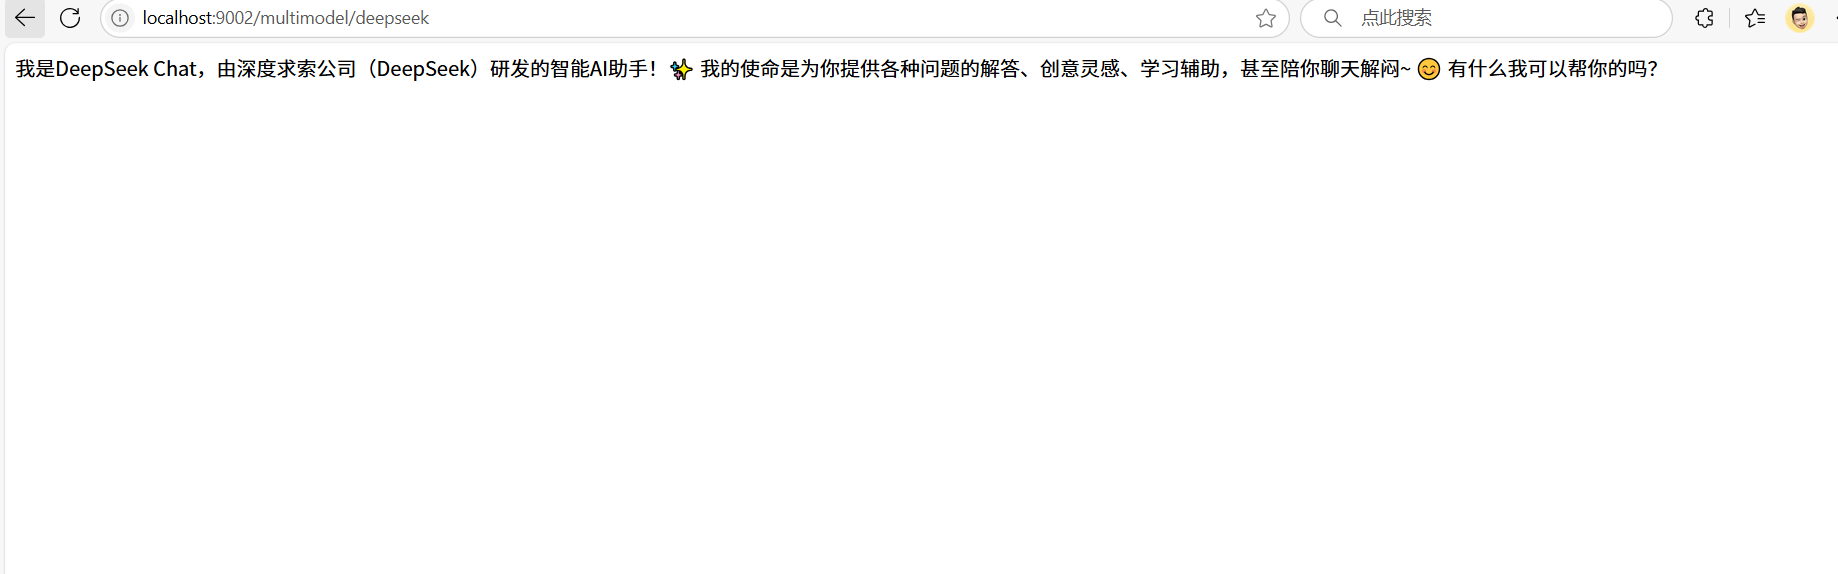 localhost:9002/multimodel/deepseek
点此搜索
我是DeepSeek Chat，由深度求索公司（DeepSeek）研发的智能AI助手！✨ 我的使命是为你提供各种问题的解答、创意灵感、学习辅助，甚至陪你聊天解闷~ 😊 有什么我可以帮你的吗？